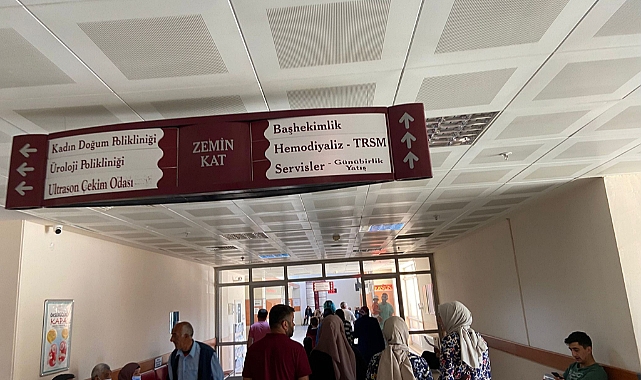 Kadın Doğum Polikliniği
Üroloji Polikliniği
Ultrason Çekim Odası
ZEMİN
KAT
Başhekimlik
Hemodiyaliz - TRSM
Servisler - Günübirlik
Yatış